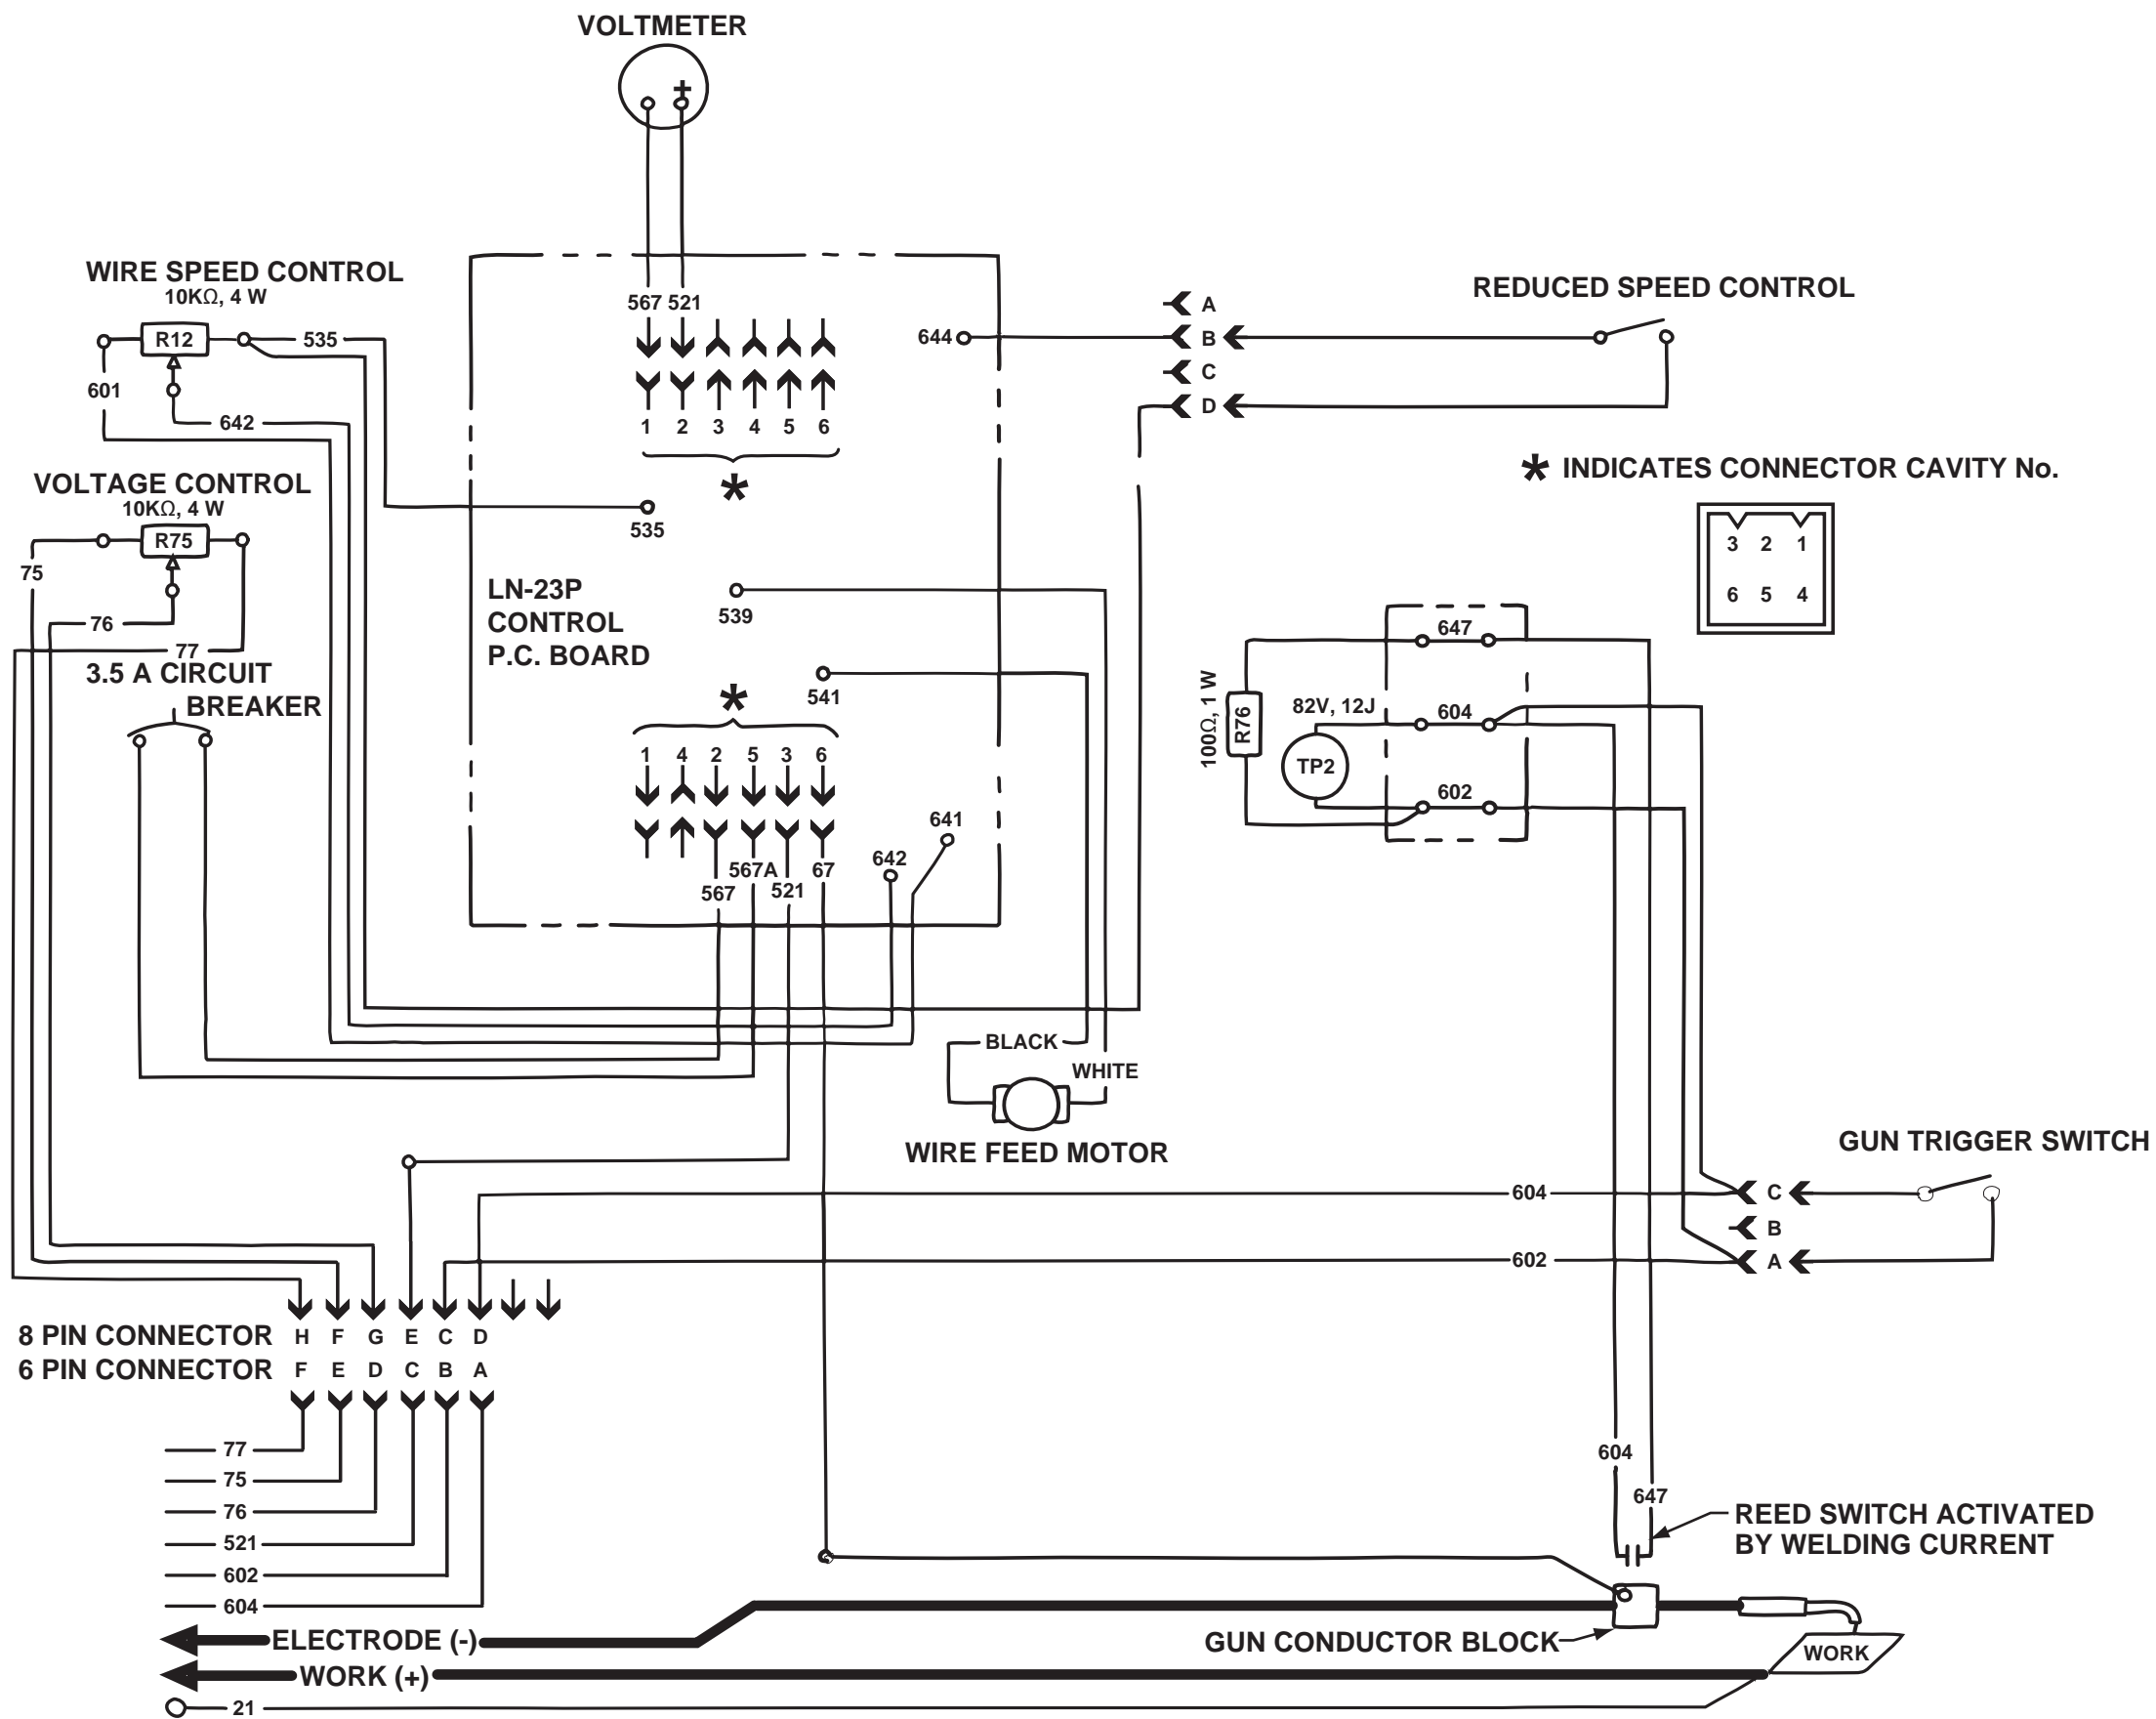 VOLTMETER
+
WIRE SPEED CONTROL
10KΩ, 4 W
R12
535
601
642
567 521
1 2 3 4 5 6
*
644
A
B
C
D
REDUCED SPEED CONTROL
* INDICATES CONNECTOR CAVITY No.
3 2 1
6 5 4
VOLTAGE CONTROL
10KΩ, 4 W
R75
75
76
77
535
LN-23P
CONTROL
P.C. BOARD
539
541
3.5 A CIRCUIT
BREAKER
*
1 4 2 5 3 6
567A
67
567
521
642
641
647
100Ω, 1 W
R76
82V, 12J
TP2
604
602
BLACK
WHITE
WIRE FEED MOTOR
GUN TRIGGER SWITCH
604
C
B
602
A
8 PIN CONNECTOR H F G E C D
6 PIN CONNECTOR F E D C B A
77
75
76
521
602
604
604
647
REED SWITCH ACTIVATED
BY WELDING CURRENT
ELECTRODE (-)
GUN CONDUCTOR BLOCK
WORK
WORK (+)
21